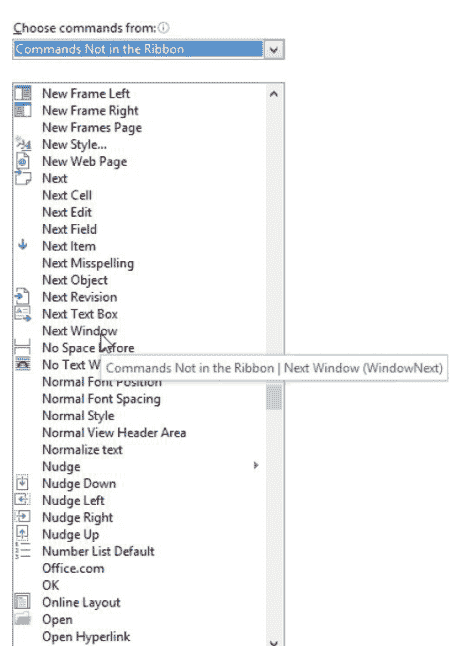 Choose commands from:
Commands Not in the Ribbon
New Frame Left
New Frame Right
New Frames Page
New Style...
New Web Page
Next
Next Cell
Next Edit
Next Field
Next Item
Next Misspelling
Next Object
Next Revision
Next Text Box
Next Window
No Space Before
No Text W
Commands Not in the Ribbon | Next Window (WindowNext)
Normal Font Position
Normal Font Spacing
Normal Style
Normal View Header Area
Normalize text
Nudge
Nudge Down
Nudge Left
Nudge Right
Nudge Up
Number List Default
Office.com
OK
Online Layout
Open
Open Hyperlink